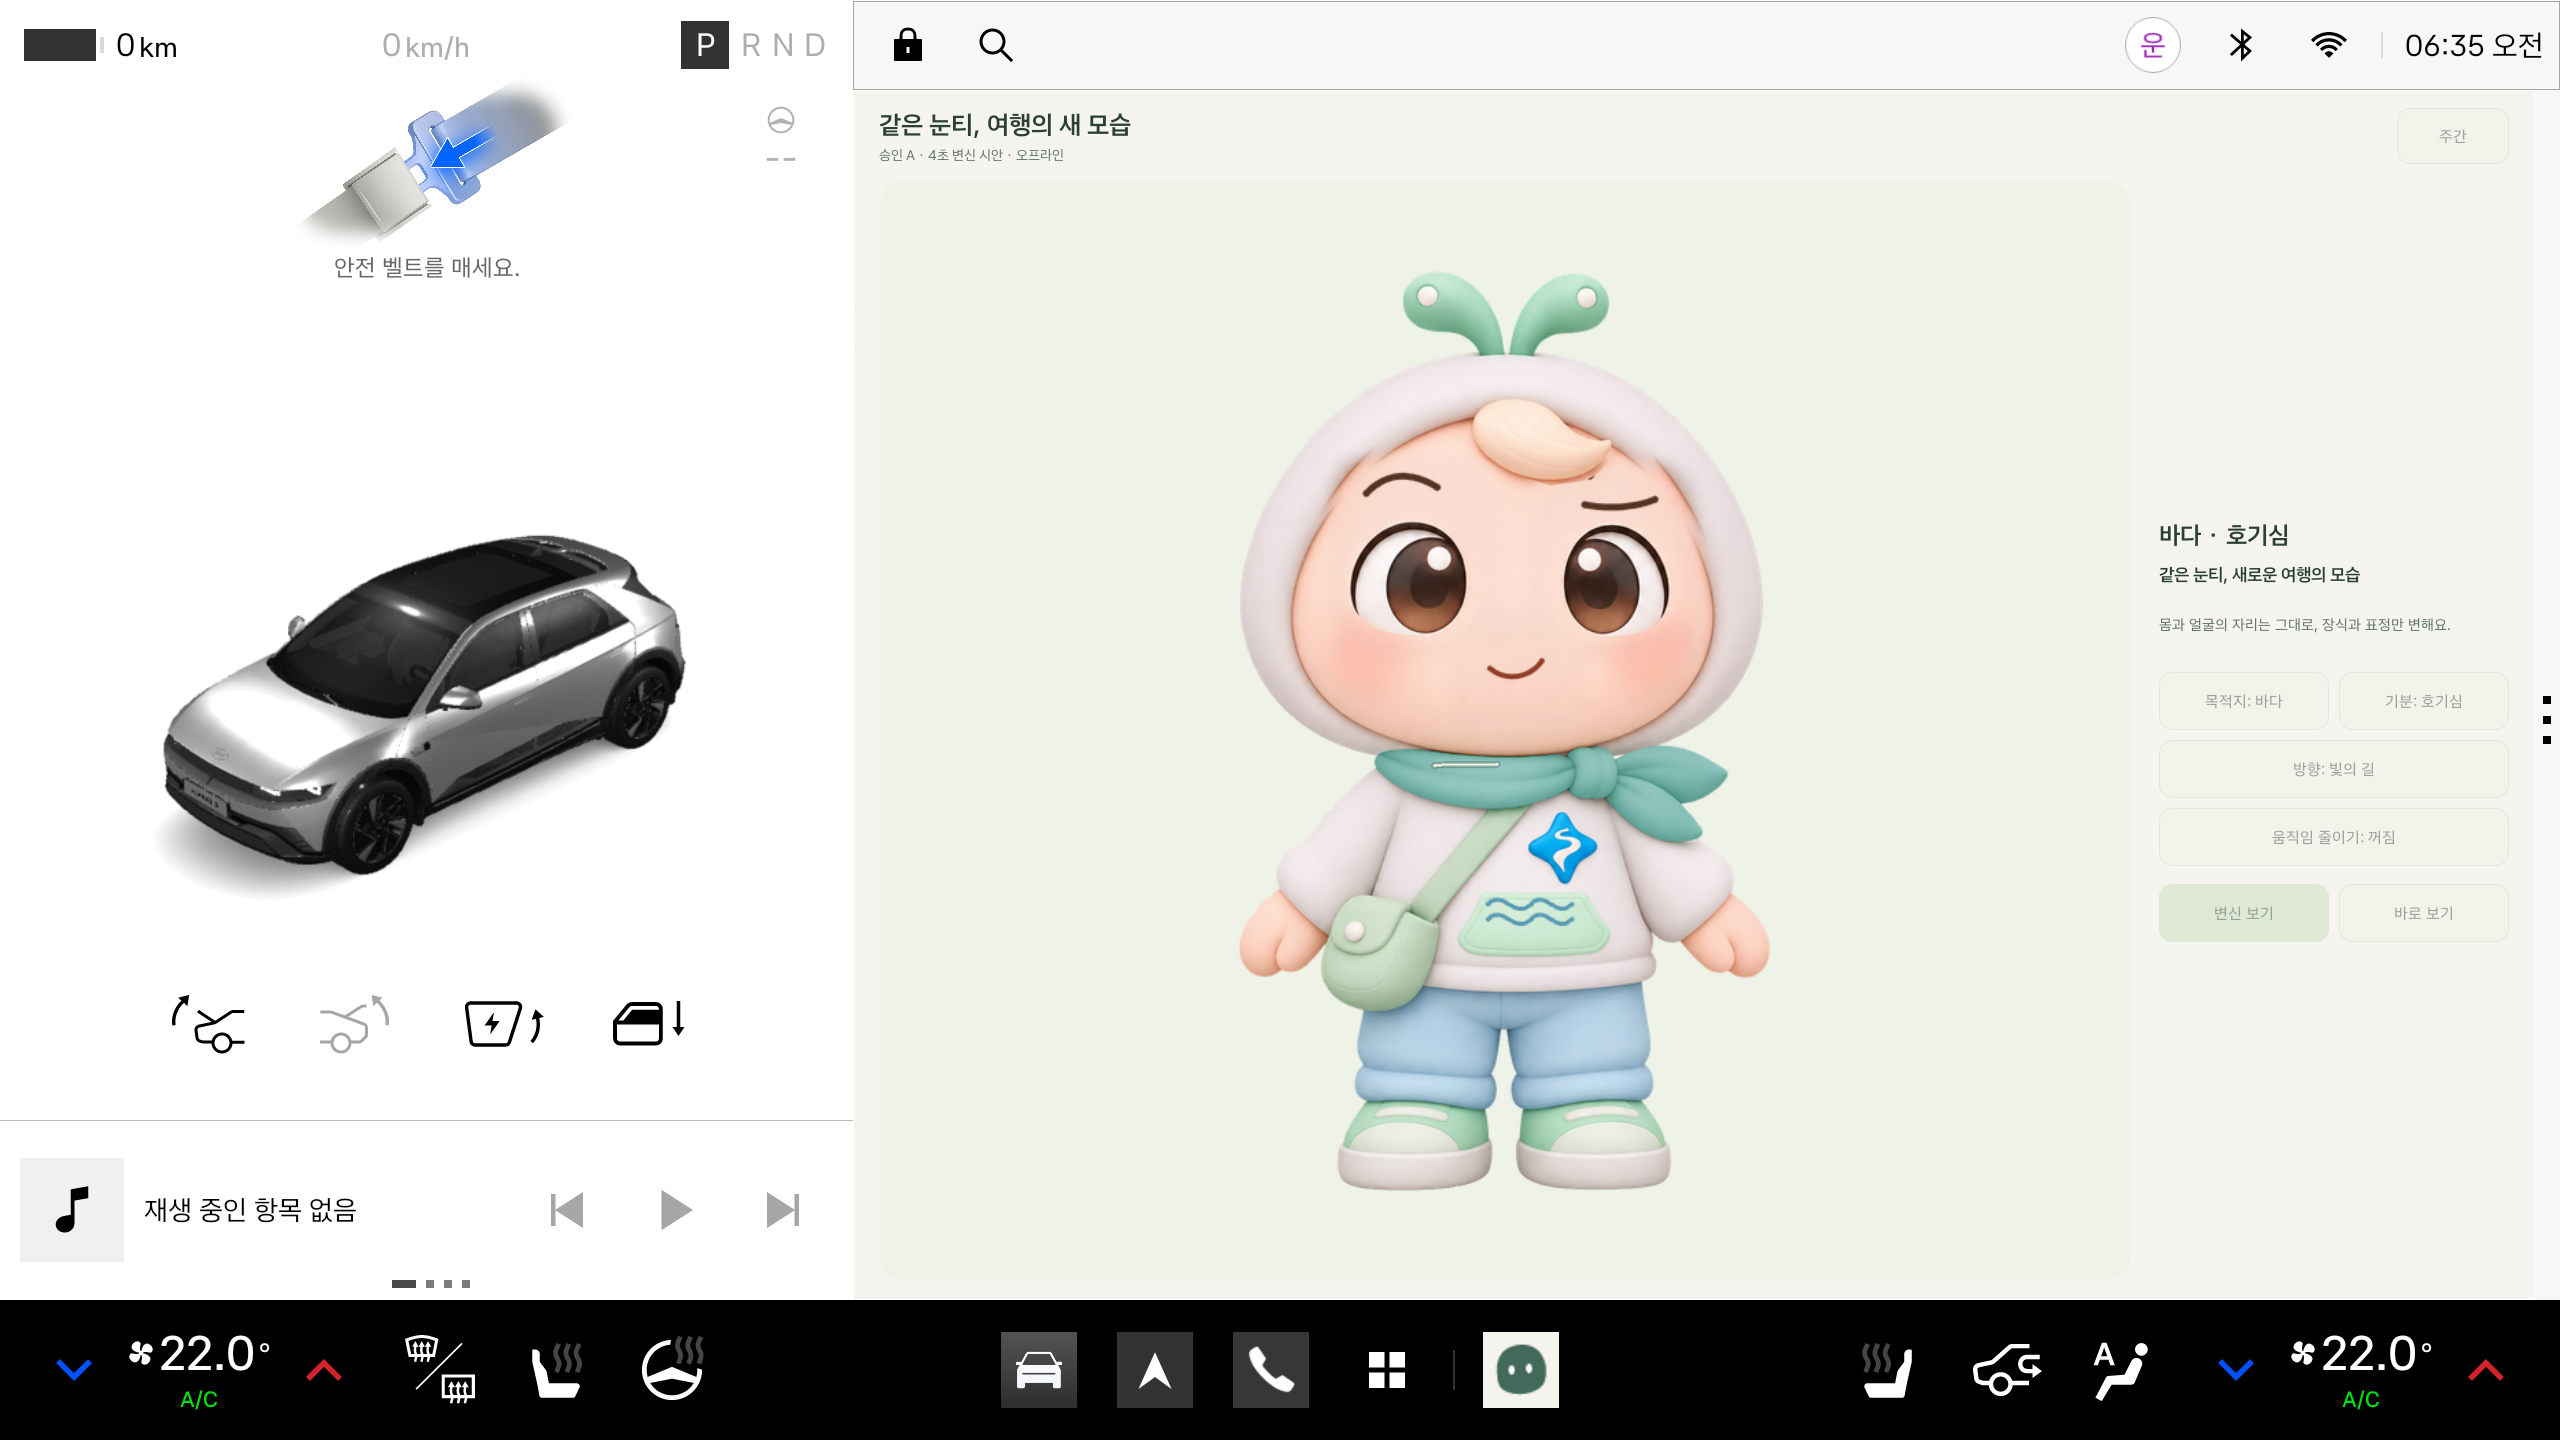 0 km
0 km/h
P R N D
운
06:35 오전
안전 벨트를 매세요.
같은 눈티, 여행의 새 모습
승인 A · 4초 변신 시안 · 오프라인
주간
바다 · 호기심
같은 눈티, 새로운 여행의 모습
몸과 얼굴의 자리는 그대로, 장식과 표정만 변해요.
목적지: 바다
기분: 호기심
방향: 빛의 길
움직임 줄이기: 꺼짐
변신 보기
바로 보기
재생 중인 항목 없음
22.0°
A/C
A
22.0°
A/C